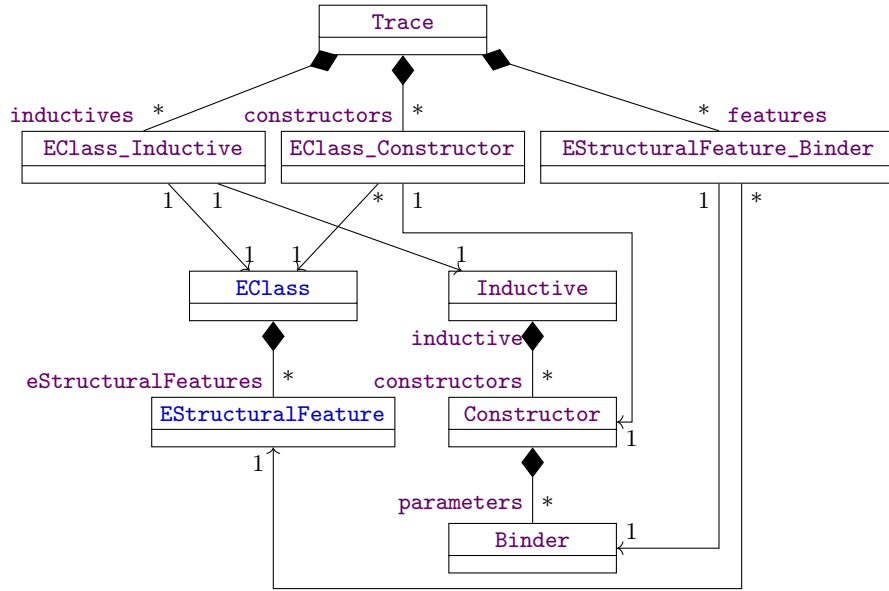 Trace
inductives * constructors * * features
EClass_Inductive EClass_Constructor EStructuralFeature_Binder
1 1 * 1 1 *
1 1 1
EClass Inductive
inductive
eStructuralFeatures * constructors *
EStructuralFeature Constructor
1 1
parameters *
Binder 1